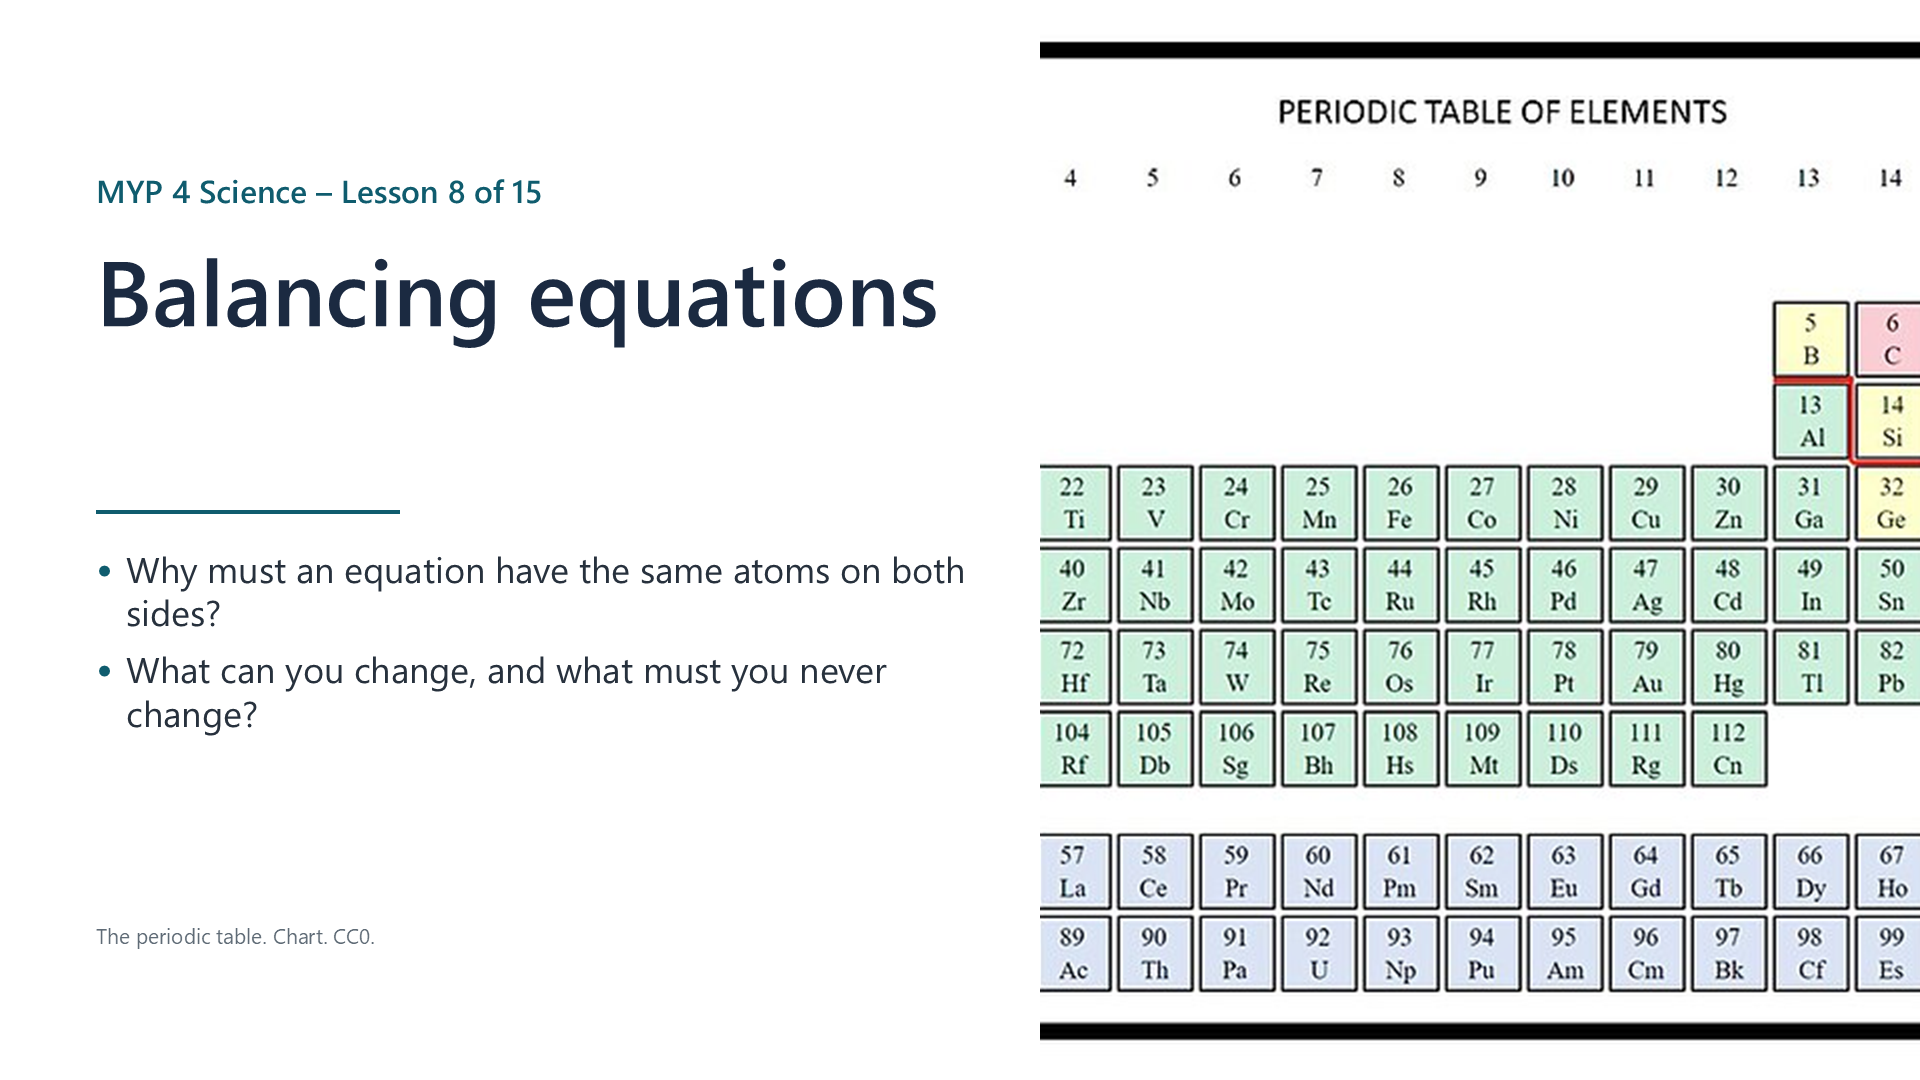 MYP 4 Science – Lesson 8 of 15
Balancing equations
• Why must an equation have the same atoms on both
sides?
• What can you change, and what must you never
change?
The periodic table. Chart. CC0.
PERIODIC TABLE OF ELEMENTS
4 5 6 7 8 9 10 11 12 13 14
5 6
B C
13 14
Al Si
22 23 24 25 26 27 28 29 30 31 32
Ti V Cr Mn Fe Co Ni Cu Zn Ga Ge
40 41 42 43 44 45 46 47 48 49 50
Zr Nb Mo Tc Ru Rh Pd Ag Cd In Sn
72 73 74 75 76 77 78 79 80 81 82
Hf Ta W Re Os Ir Pt Au Hg Tl Pb
104 105 106 107 108 109 110 111 112
Rf Db Sg Bh Hs Mt Ds Rg Cn
57 58 59 60 61 62 63 64 65 66 67
La Ce Pr Nd Pm Sm Eu Gd Tb Dy Ho
89 90 91 92 93 94 95 96 97 98 99
Ac Th Pa U Np Pu Am Cm Bk Cf Es